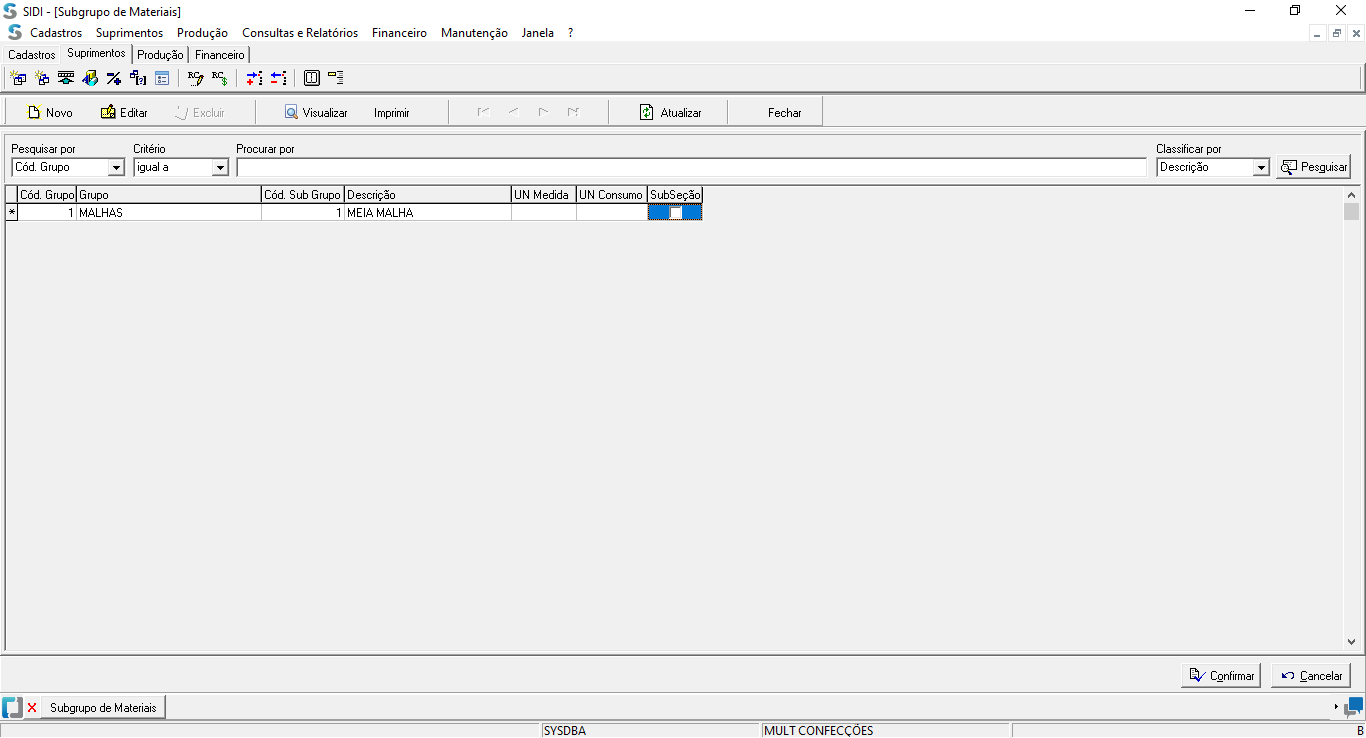 SIDI - [Subgrupo de Materiais]
Cadastros Suprimentos Produção Consultas e Relatórios Financeiro Manutenção Janela ?
Cadastros Suprimentos Produção Financeiro
Novo Editar Excluir Visualizar Imprimir Atualizar Fechar
Pesquisar por Critério Procurar por Classificar por
Cód. Grupo igual a Descrição Pesquisar
Cód. Grupo Grupo Cód. Sub Grupo Descrição UN Medida UN Consumo SubSeção
* 1 MALHAS 1 MEIA MALHA
Confirmar Cancelar
Subgrupo de Materiais
SYSDBA MULT CONFECÇÕES B